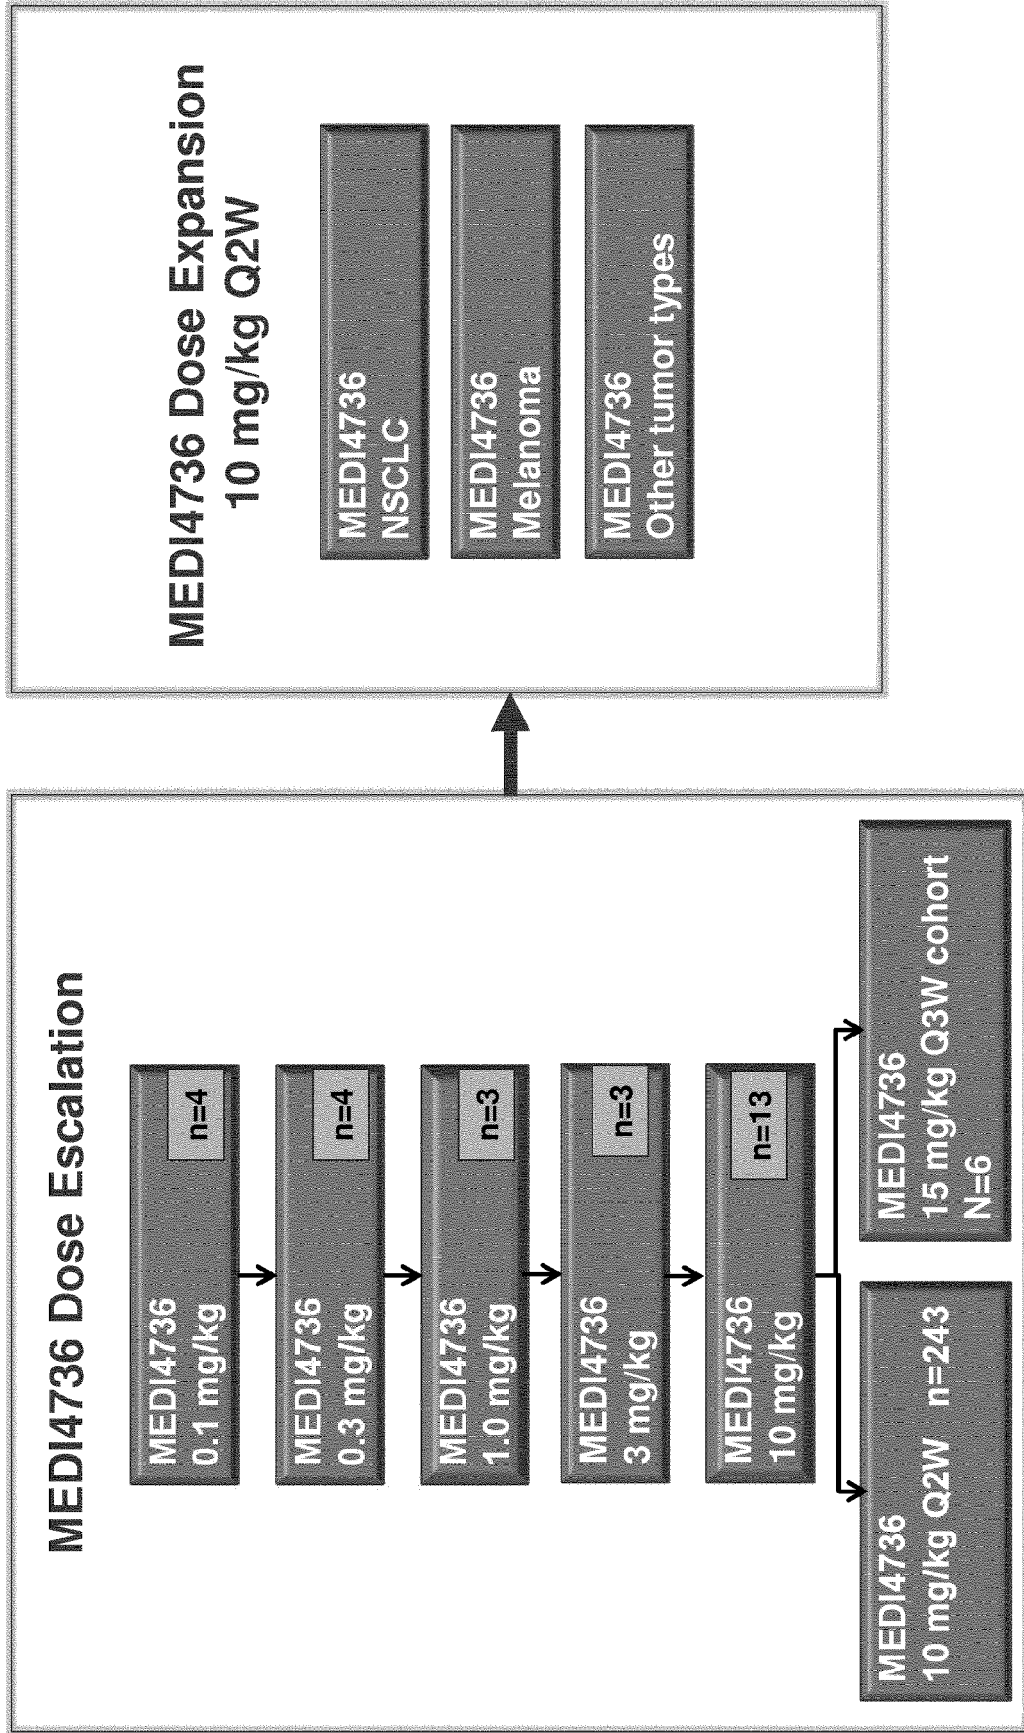 MEDI4736 Dose Escalation
MEDI4736
0.1 mg/kg
n=4
MEDI4736
0.3 mg/kg
n=4
MEDI4736
1.0 mg/kg
n=3
MEDI4736
3 mg/kg
n=3
MEDI4736
10 mg/kg
n=13
MEDI4736
10 mg/kg Q2W n=243
MEDI4736
15 mg/kg Q3W cohort
N=6
MEDI4736 Dose Expansion
10 mg/kg Q2W
MEDI4736
NSCLC
MEDI4736
Melanoma
MEDI4736
Other tumor types